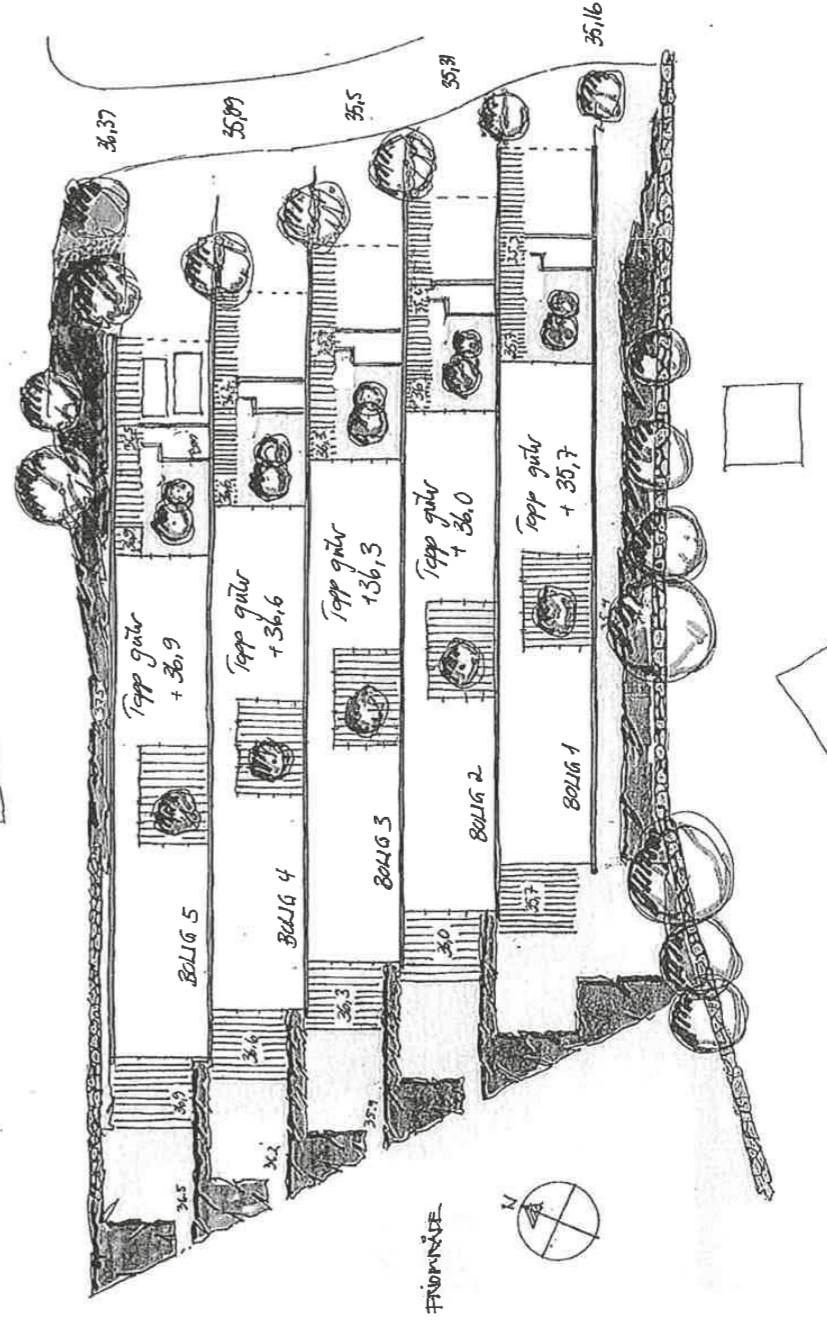 36,37
35,89
35,5
35,31
35,16
Topp gulv
+ 36,9
Topp gulv
+ 36,6
Topp gulv
+36,3
Topp gulv
+ 36,0
Topp gulv
+ 35,7
BOLIG 5
BOLIG 4
BOLIG 3
BOLIG 2
BOLIG 1
36,9
36,6
36,3
36,0
35,7
36.5
36.2
35.9
FRIOMRÅDE
N